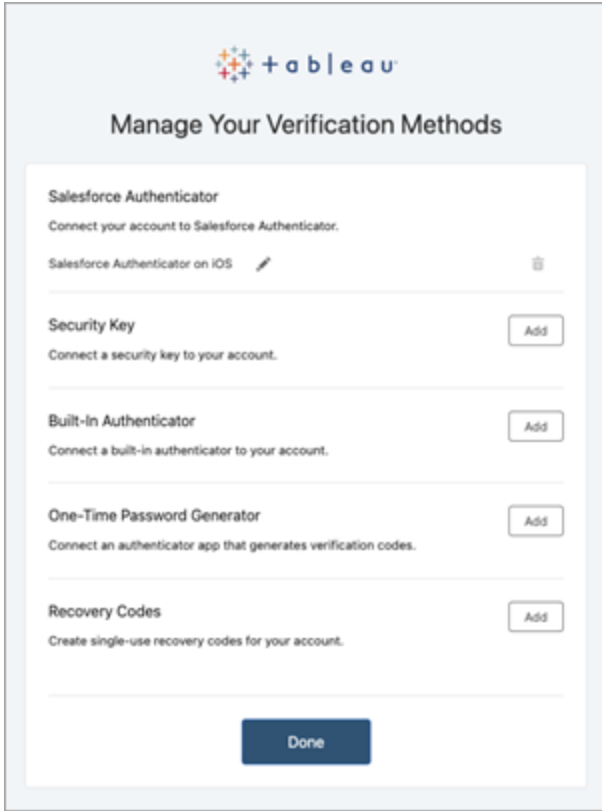 +ableau
Manage Your Verification Methods
Salesforce Authenticator
Connect your account to Salesforce Authenticator.
Salesforce Authenticator on iOS
Security Key
Add
Connect a security key to your account.
Built-In Authenticator
Add
Connect a built-in authenticator to your account.
One-Time Password Generator
Add
Connect an authenticator app that generates verification codes.
Recovery Codes
Add
Create single-use recovery codes for your account.
Done